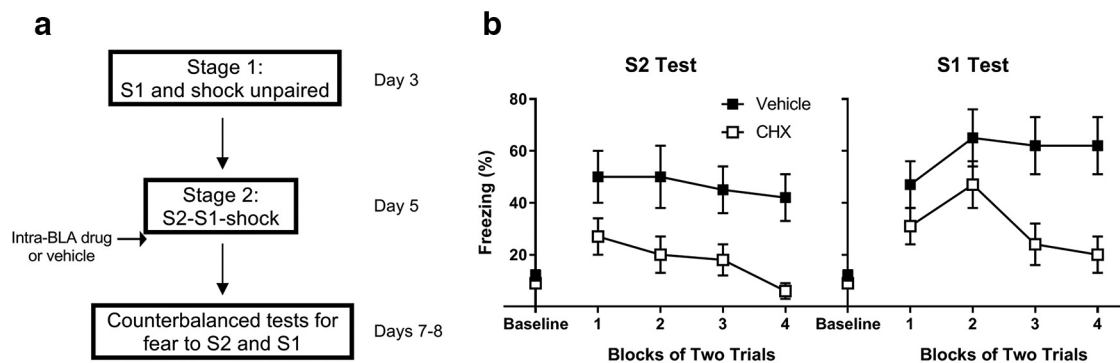 a
Stage 1:
S1 and shock unpaired
Day 3
Stage 2:
S2-S1-shock
Day 5
Intra-BLA drug
or vehicle
Counterbalanced tests for
fear to S2 and S1
Days 7-8
b
S2 Test
S1 Test
Vehicle
CHX
Freezing (%)
80
60
40
20
Baseline 1 2 3 4
Baseline 1 2 3 4
Blocks of Two Trials
Blocks of Two Trials